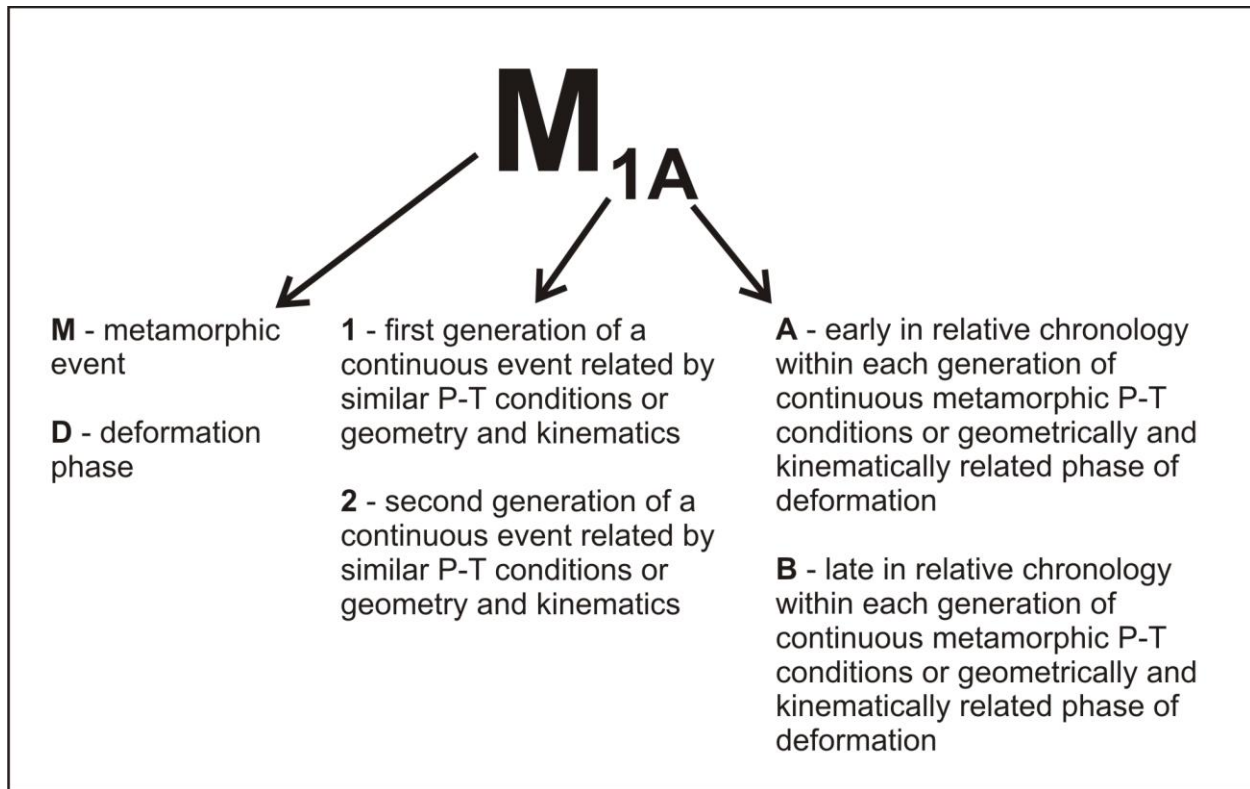 M1A
M - metamorphic
event
D - deformation
phase
1 - first generation of a
continuous event related by
similar P-T conditions or
geometry and kinematics
2 - second generation of a
continuous event related by
similar P-T conditions or
geometry and kinematics
A - early in relative chronology
within each generation of
continuous metamorphic P-T
conditions or geometrically and
kinematically related phase of
deformation
B - late in relative chronology
within each generation of
continuous metamorphic P-T
conditions or geometrically and
kinematically related phase of
deformation